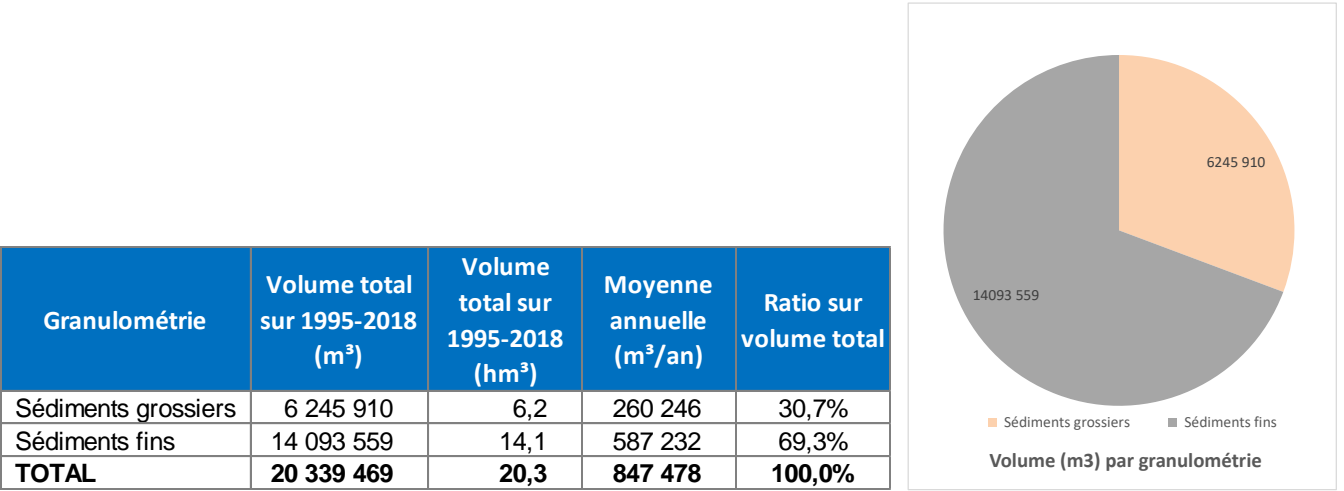 Granulométrie
Volume total
sur 1995-2018
(m³)
Volume
total sur
1995-2018
(hm³)
Moyenne
annuelle
(m³/an)
Ratio sur
volume total
Sédiments grossiers 6 245 910 6,2 260 246 30,7%
Sédiments fins 14 093 559 14,1 587 232 69,3%
TOTAL 20 339 469 20,3 847 478 100,0%
6245 910
14093 559
Sédiments grossiers Sédiments fins
Volume (m3) par granulométrie